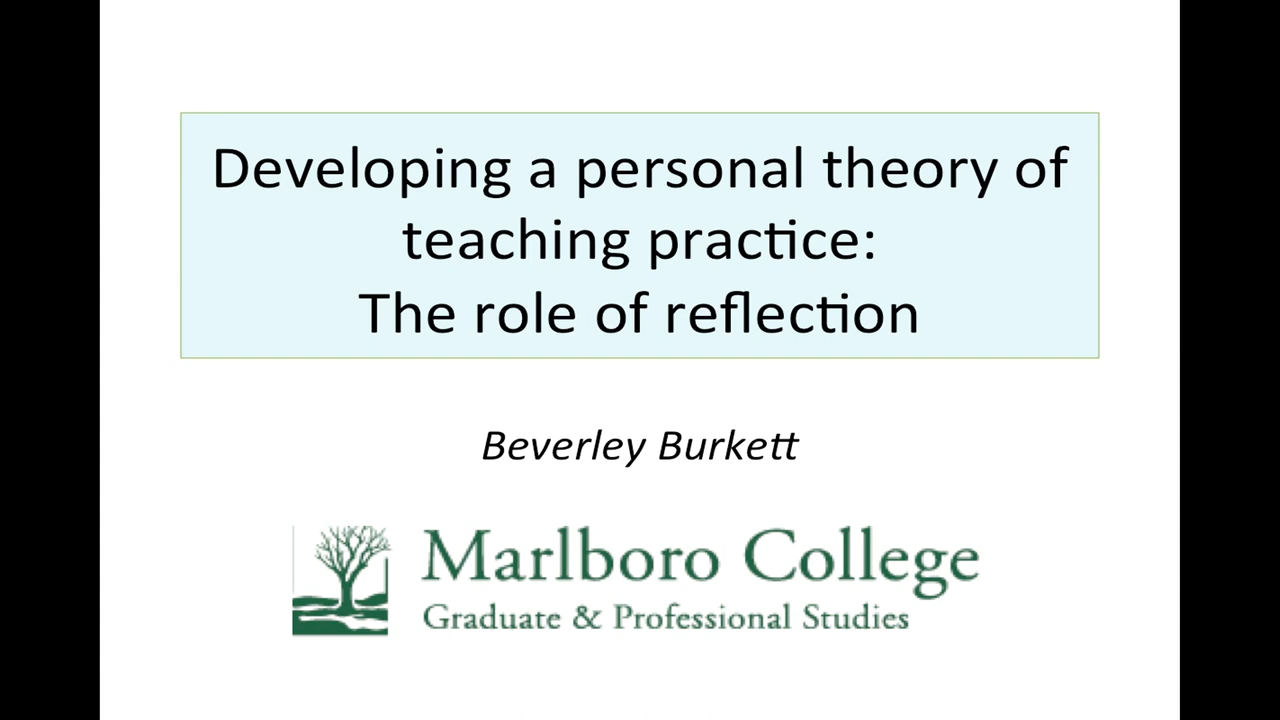 Developing a personal theory of
teaching practice:
The role of reflection
Beverley Burkett
Marlboro College
Graduate & Professional Studies